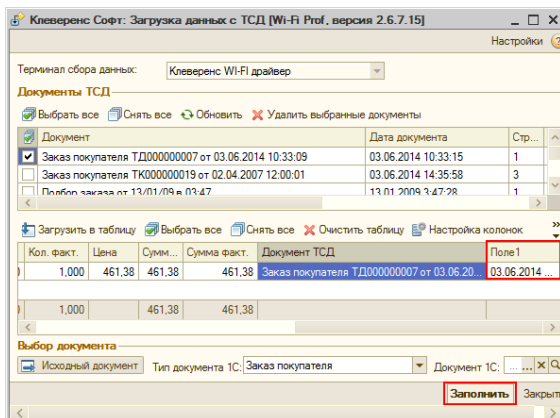 Клеверенс Софт: Загрузка данных с ТСД [Wi-Fi Prof, версия 2.6.7.15]
Настройки
Терминал сбора данных: Клеверенс WI-FI драйвер
Документы ТСД
Выбрать все Снять все Обновить Удалить выбранные документы
Документ Дата документа Стр...
Заказ покупателя ТД000000007 от 03.06.2014 10:33:09 03.06.2014 10:33:15 1
Заказ покупателя ТК000000019 от 02.04.2007 12:00:01 03.06.2014 14:35:58 3
Подбор заказа от 13/01/09 в 03:47 13.01.2009 3:47:28 1
Загрузить в таблицу Выбрать все Снять все Очистить таблицу Настройка колонок
Кол. факт. Цена Сумм... Сумма факт. Документ ТСД Поле1
1,000 461,38 461,38 461,38 Заказ покупателя ТД000000007 от 03.06.20... 03.06.2014 ...
1,000 461,38 461,38
Выбор документа
Исходный документ Тип документа 1С: Заказ покупателя Документ 1С: ...
Заполнить Закрыт